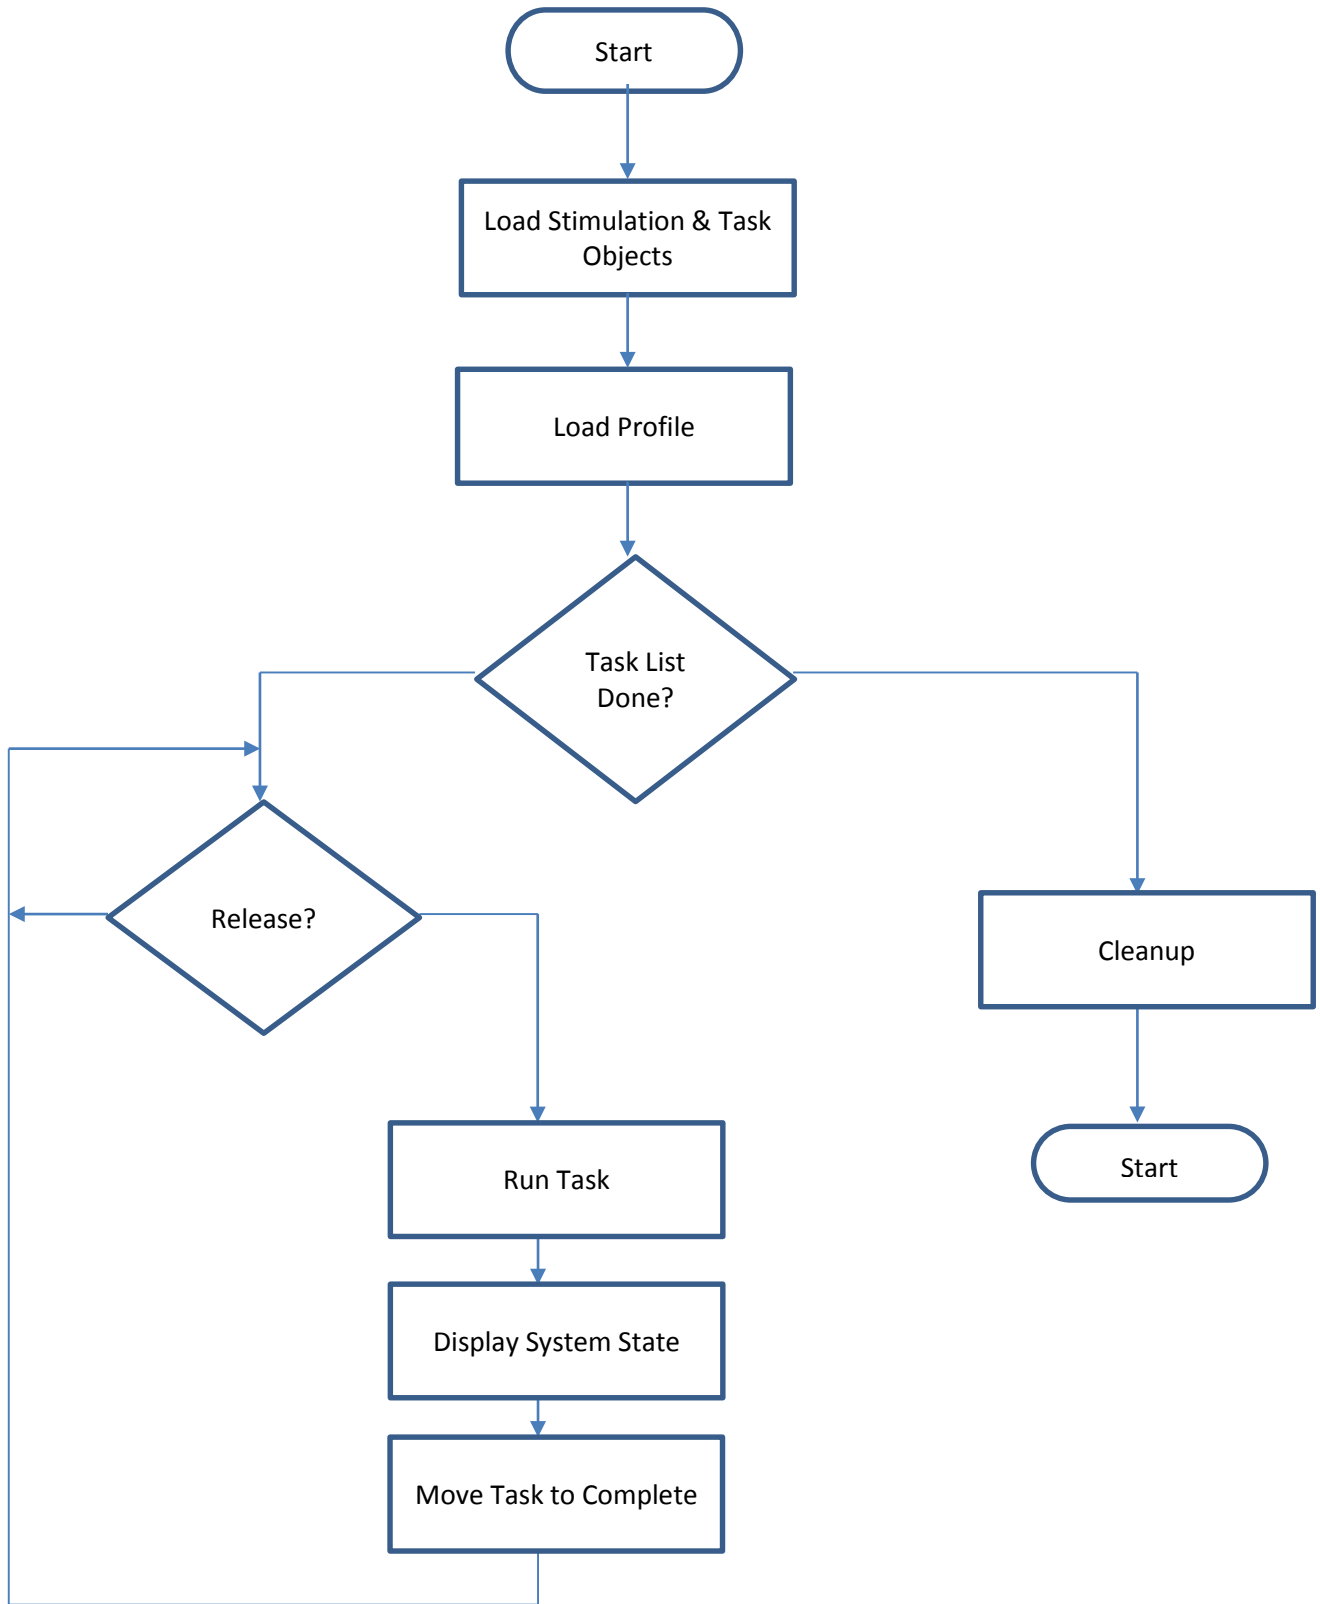 Start
Load Stimulation & Task
Objects
Load Profile
Task List
Done?
Release?
Cleanup
Run Task
Start
Display System State
Move Task to Complete